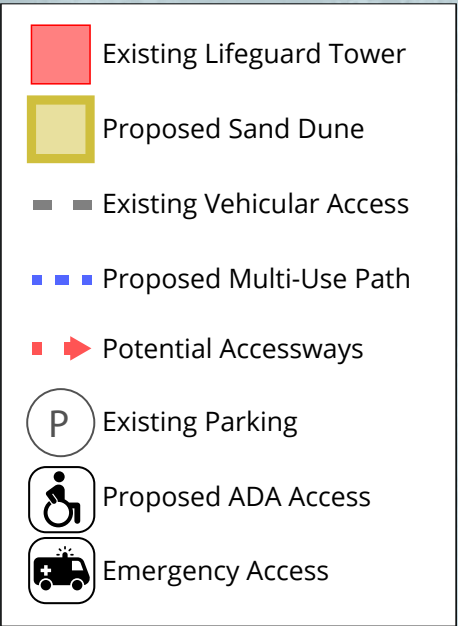 Existing Lifeguard Tower
Proposed Sand Dune
Existing Vehicular Access
Proposed Multi-Use Path
Potential Accessways
P Existing Parking
Proposed ADA Access
Emergency Access